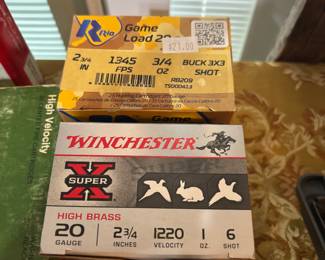 Rio
Game
Load 20
$21.00
2 3/4 1345 3/4 BUCK 3X3
IN FPS OZ SHOT
RB209
TS000413
High Velocity
WINCHESTER
SUPER X
HIGH BRASS
20 2 3/4 1220 1 6
GAUGE INCHES VELOCITY OZ. SHOT